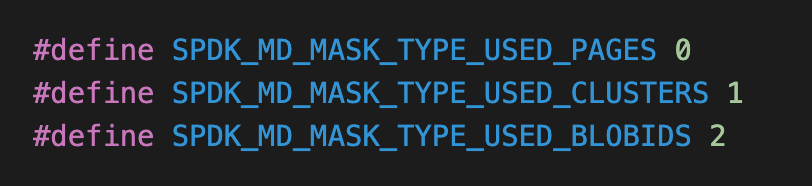 #define SPDK_MD_MASK_TYPE_USED_PAGES 0
#define SPDK_MD_MASK_TYPE_USED_CLUSTERS 1
#define SPDK_MD_MASK_TYPE_USED_BLOBIDS 2